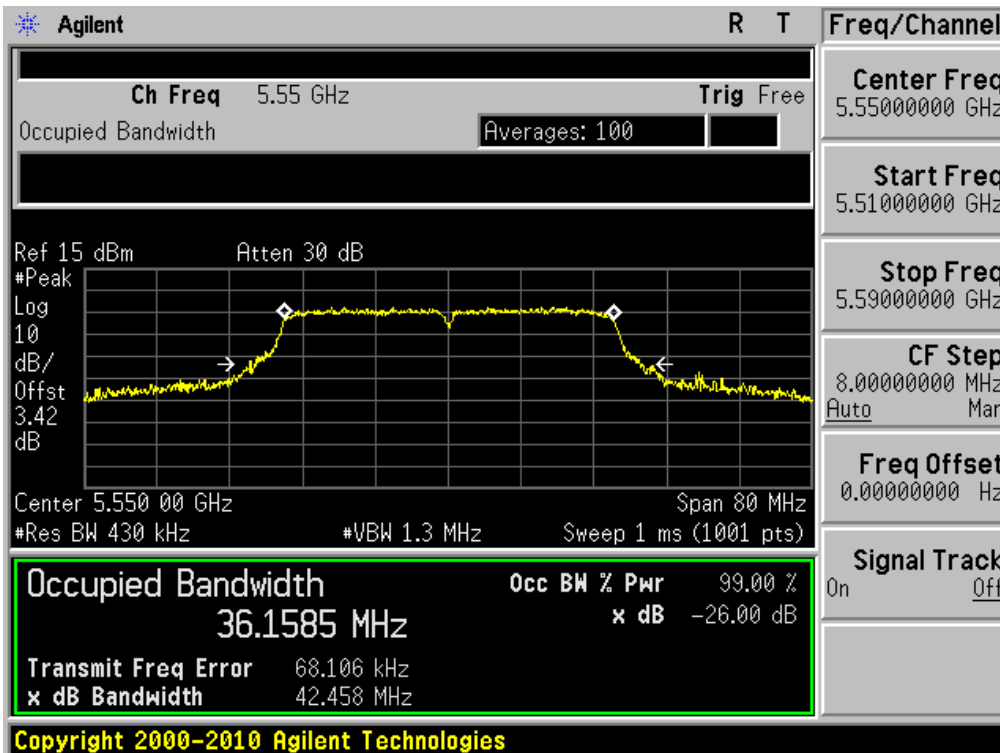 Agilent R T
Ch Freq 5.55 GHz Trig Free
Occupied Bandwidth Averages: 100
Ref 15 dBm Atten 30 dB
#Peak
Log
10
dB/
Offst
3.42
dB
Center 5.550 00 GHz Span 80 MHz
#Res BW 430 kHz #VBW 1.3 MHz Sweep 1 ms (1001 pts)
Occupied Bandwidth
36.1585 MHz
Occ BW % Pwr 99.00 %
x dB -26.00 dB
Transmit Freq Error 68.106 kHz
x dB Bandwidth 42.458 MHz
Copyright 2000-2010 Agilent Technologies
Freq/Channel
Center Freq
5.55000000 GHz
Start Freq
5.51000000 GHz
Stop Freq
5.59000000 GHz
CF Step
8.00000000 MHz
Auto Man
Freq Offset
0.00000000 Hz
Signal Track
On Off